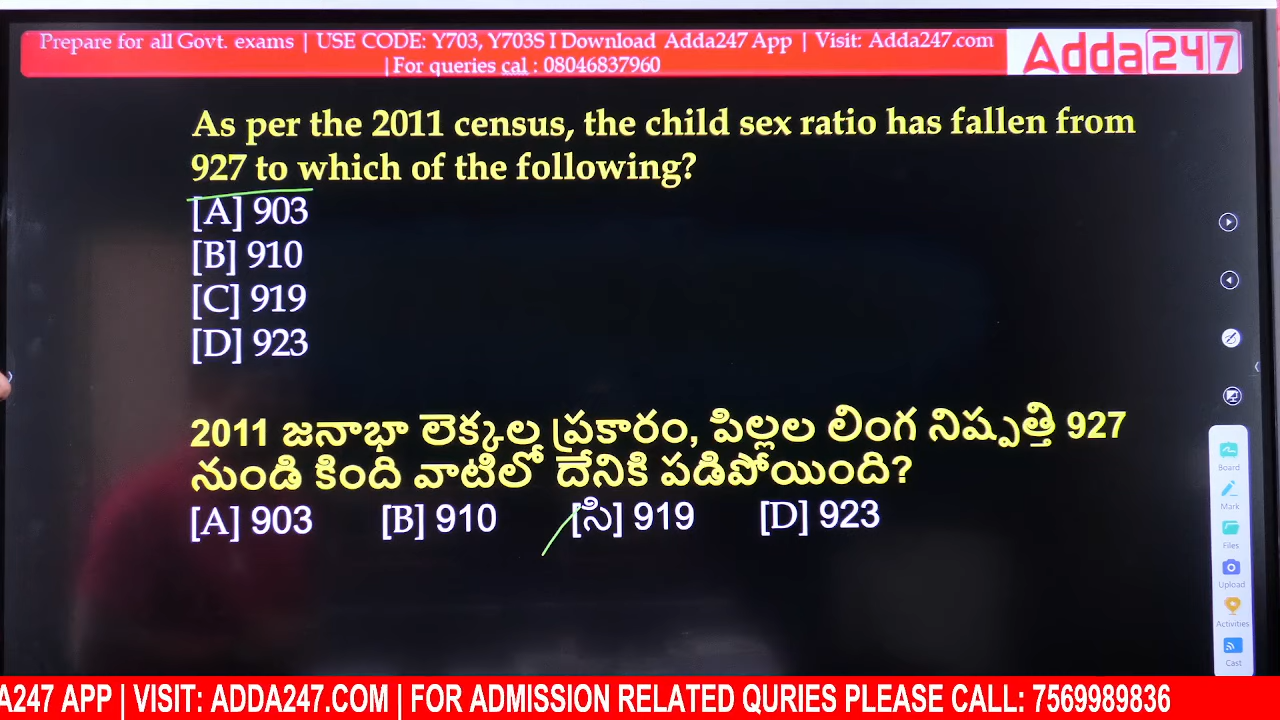 Prepare for all Govt. exams | USE CODE: Y703, Y703S I Download Adda247 App | Visit: Adda247.com
|For queries cal : 08046837960
Adda247
As per the 2011 census, the child sex ratio has fallen from
927 to which of the following?
[A] 903
[B] 910
[C] 919
[D] 923
2011 జనాభా లెక్కల ప్రకారం, పిల్లల లింగ నిష్పత్తి 927
నుండి కింది వాటిలో దేనికి పడిపోయింది?
[A] 903 [B] 910 [సి] 919 [D] 923
Board
Mark
Files
Upload
Activities
Cast
A247 APP | VISIT: ADDA247.COM | FOR ADMISSION RELATED QURIES PLEASE CALL: 7569989836